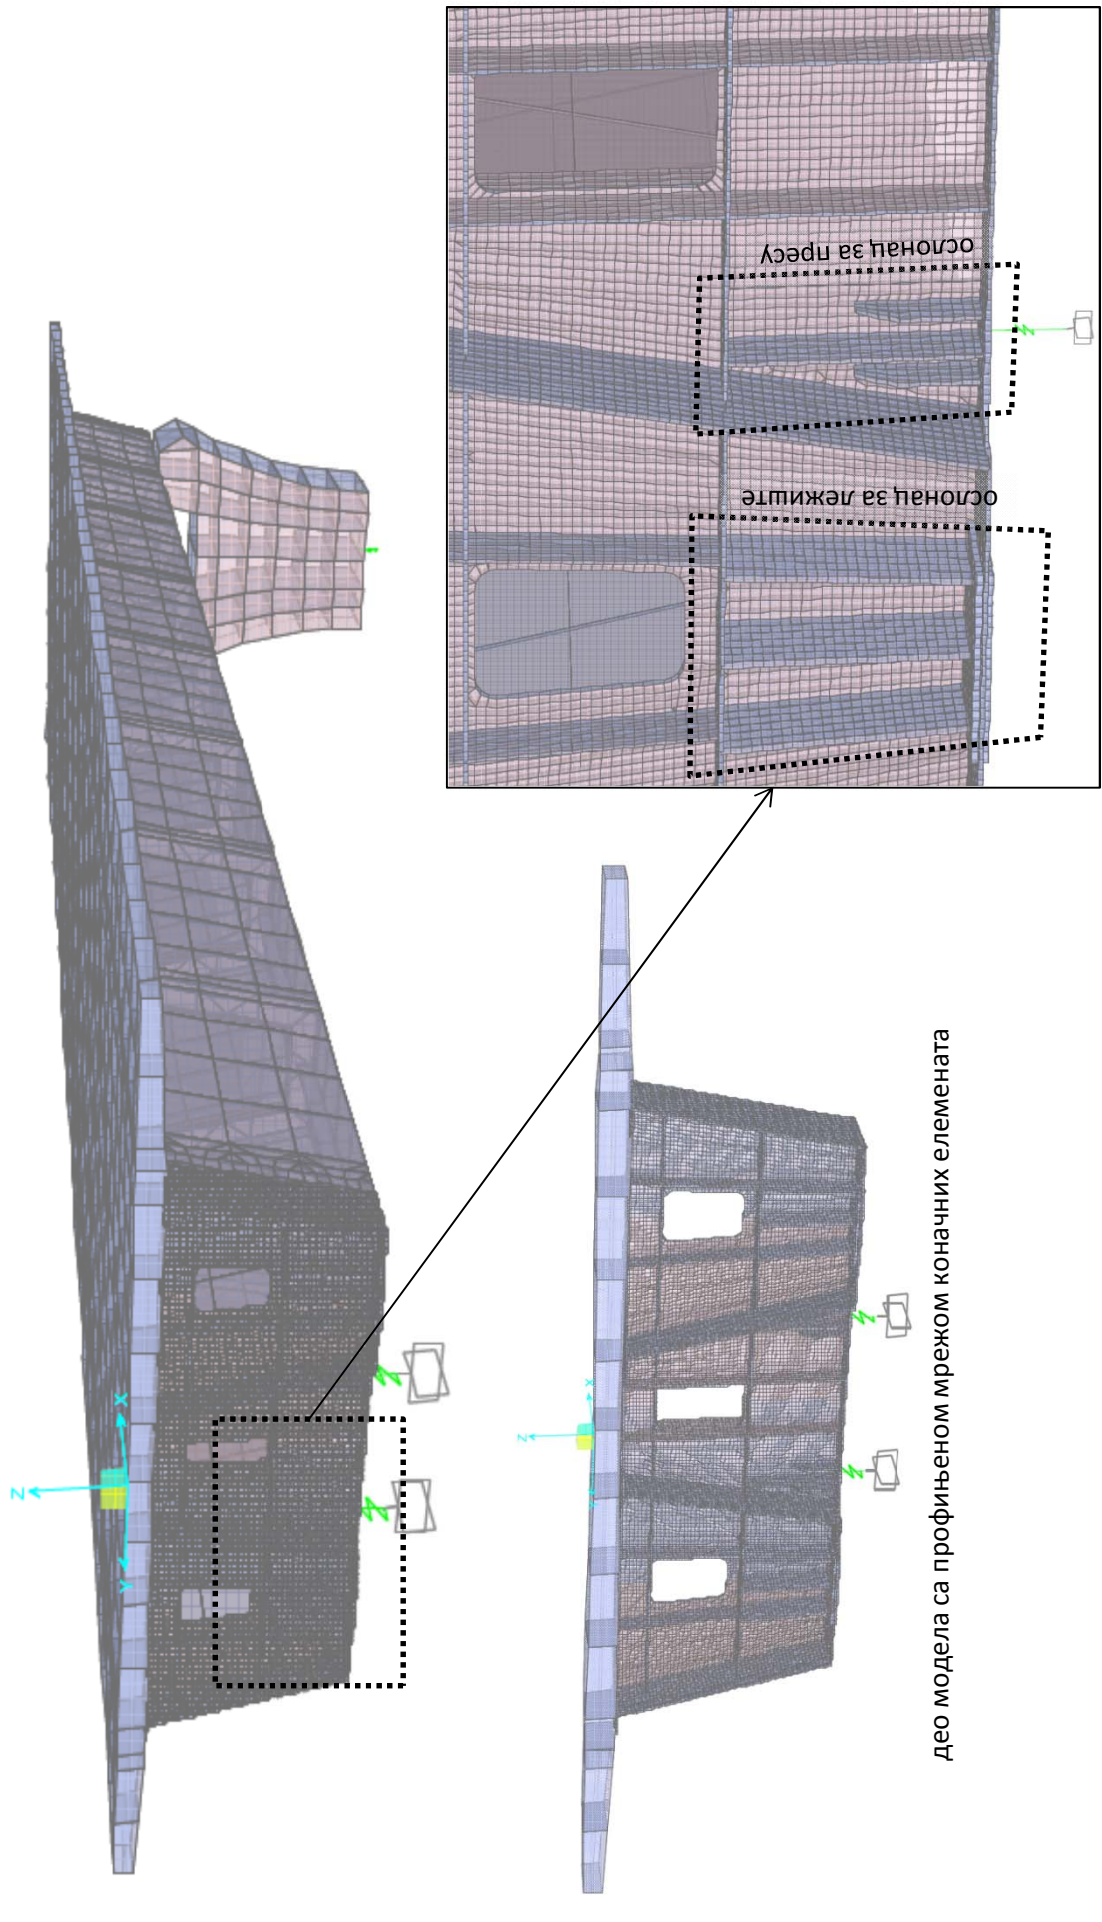 Z
X
Y
ослонац за пресу
ослонац за лежиште
Z
X
део модела са профињеном мрежом коначних елемената